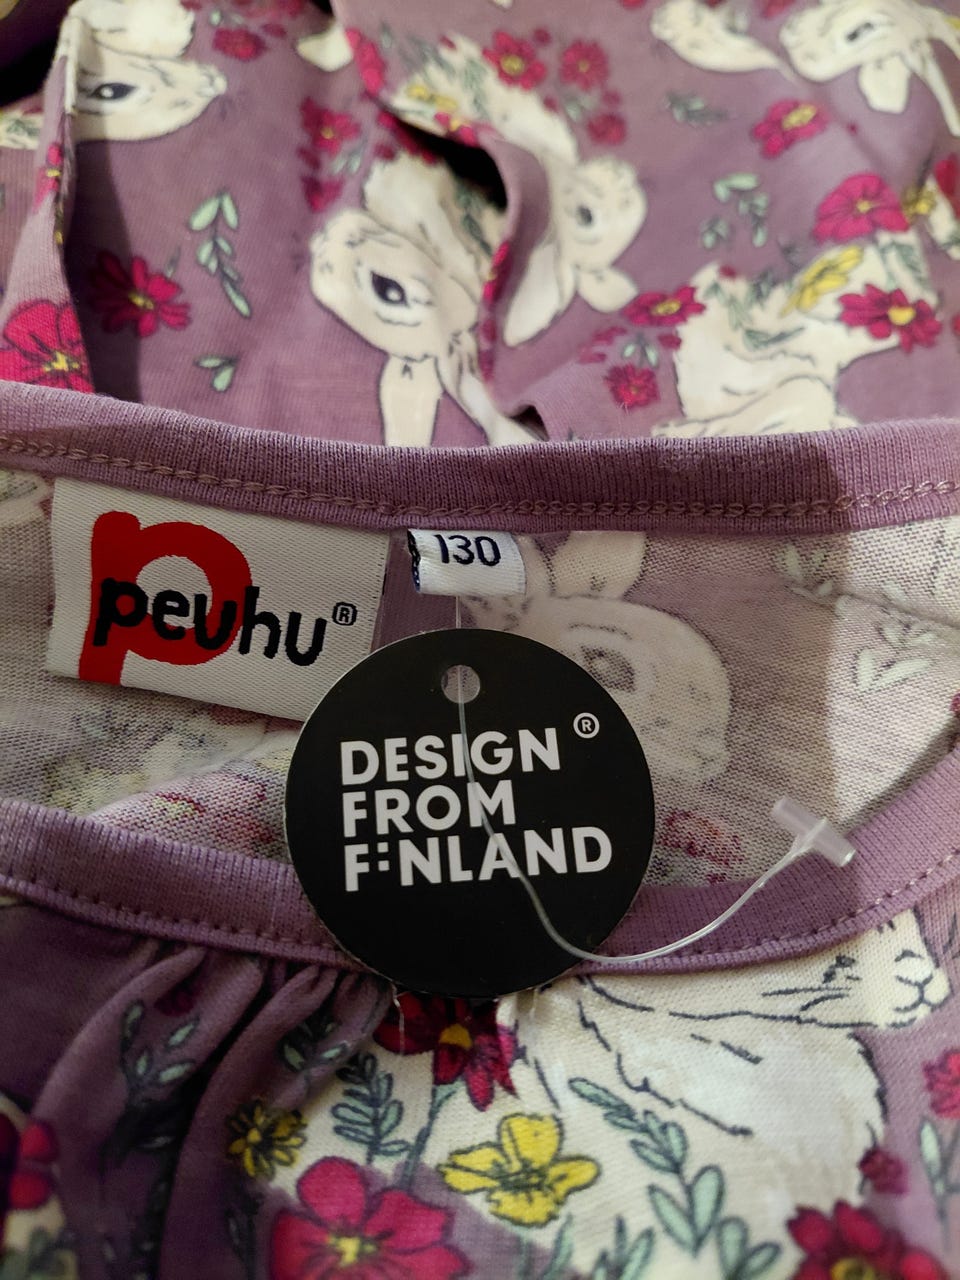 peuhu®
130
DESIGN ®
FROM
F:NLAND